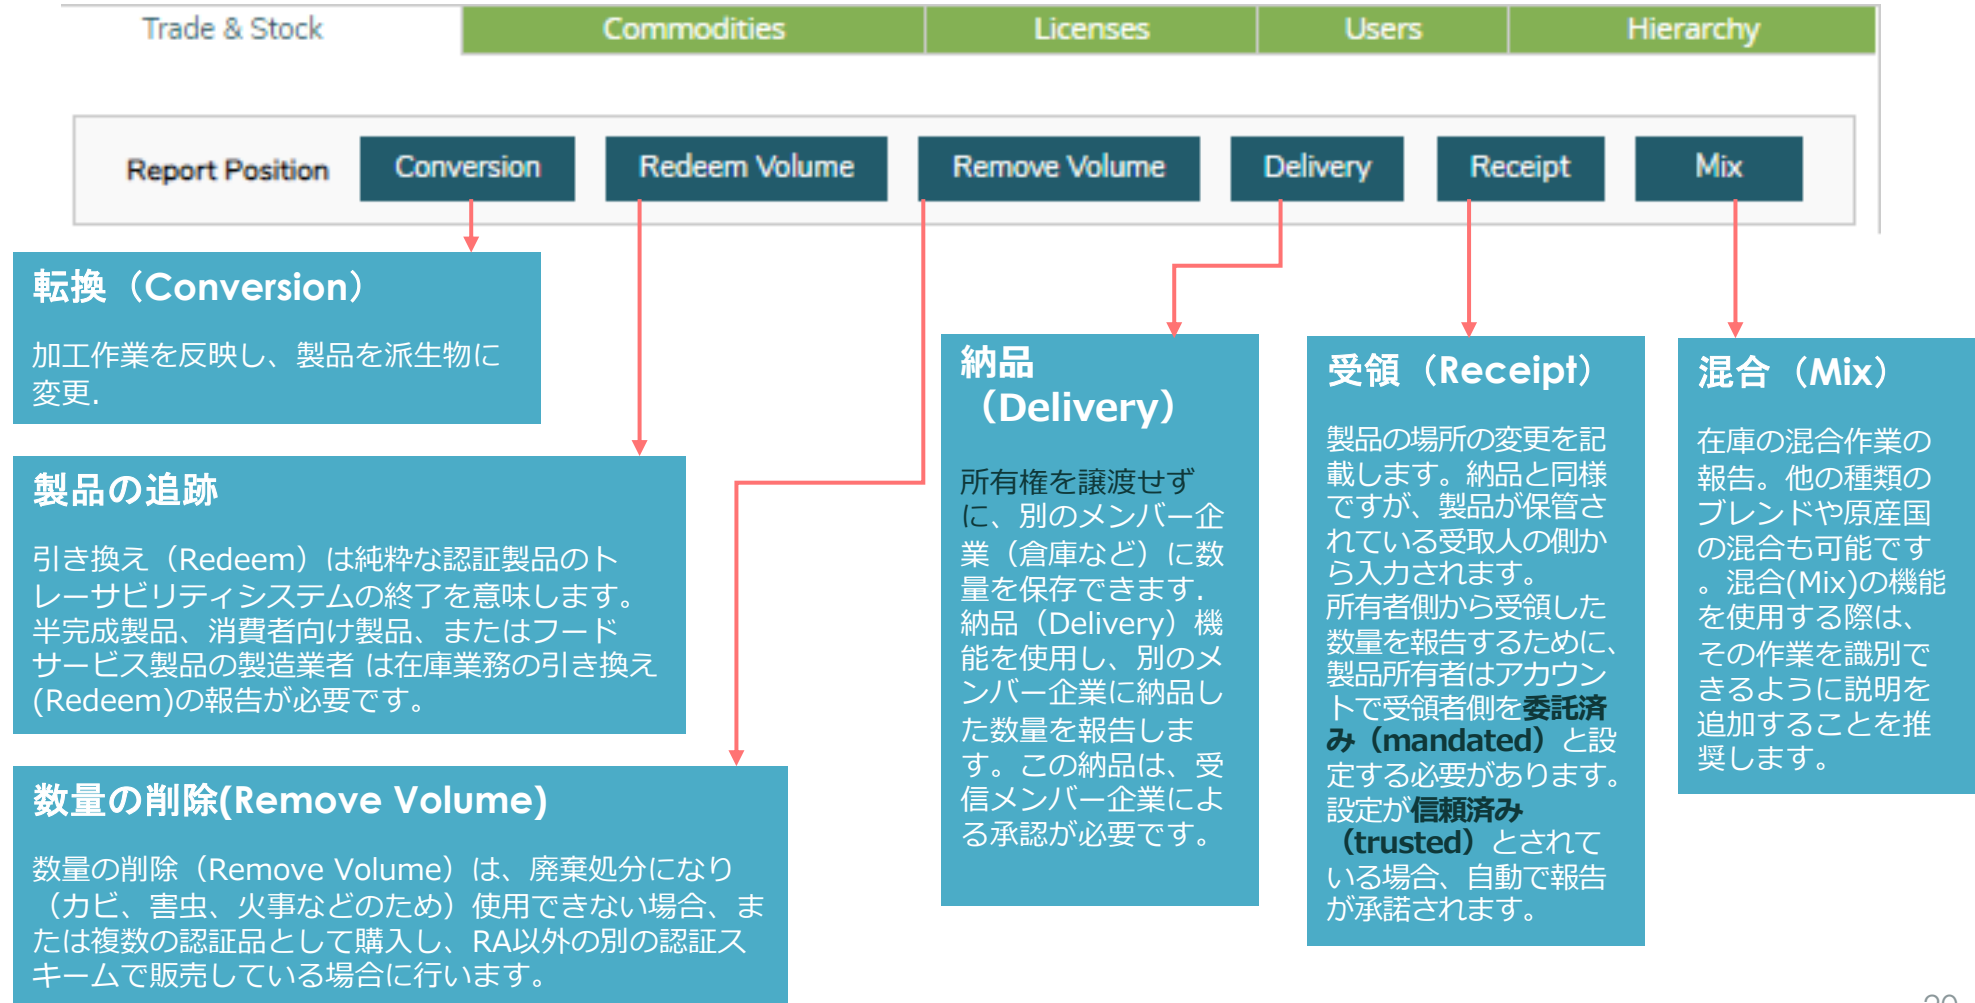 Trade & Stock
Commodities
Licenses
Users
Hierarchy
Report Position
Conversion
Redeem Volume
Remove Volume
Delivery
Receipt
Mix
転換（Conversion）
加工作業を反映し、製品を派生物に
変更.
製品の追跡
引き換え（Redeem）は純粋な認証製品のト
レーサビリティシステムの終了を意味します。
半完成製品、消費者向け製品、またはフード
サービス製品の製造業者 は在庫業務の引き換え
(Redeem)の報告が必要です。
数量の削除(Remove Volume)
数量の削除（Remove Volume）は、廃棄処分になり
（カビ、害虫、火事などのため）使用できない場合、ま
たは複数の認証品として購入し、RA以外の別の認証ス
キームで販売している場合に行います。
納品
（Delivery）
所有権を譲渡せず
に、別のメンバー企
業（倉庫など）に数
量を保存できます.
納品（Delivery）機
能を使用し、別のメ
ンバー企業に納品し
た数量を報告しま
す。この納品は、受
信メンバー企業によ
る承認が必要です。
受領（Receipt）
製品の場所の変更を記
載します。納品と同様
ですが、製品が保管さ
れている受取人の側か
ら入力されます。
所有者側から受領した
数量を報告するために、
製品所有者はアカウン
トで受領者側を委託済
み（mandated）と設
定する必要があります。
設定が信頼済み
（trusted）とされて
いる場合、自動で報告
が承諾されます。
混合（Mix）
在庫の混合作業の
報告。他の種類の
ブレンドや原産国
の混合も可能です
。混合(Mix)の機能
を使用する際は、
その作業を識別で
きるように説明を
追加することを推
奨します。